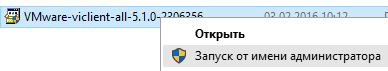 VMware-viclient-all-5.1.0-2306356 03.02.2016 10:12
Открыть
Запуск от имени администратора